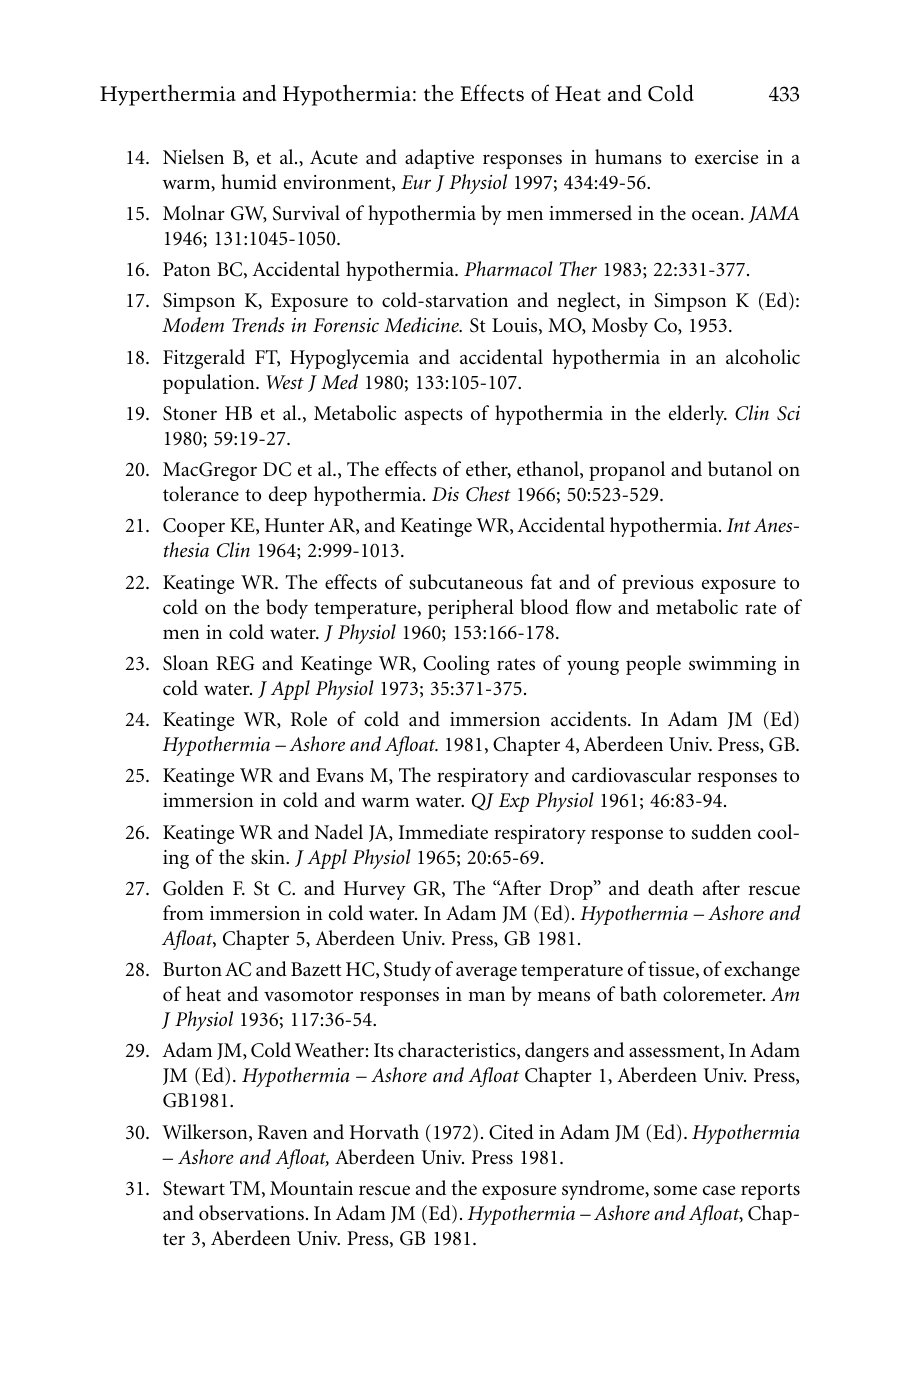 Hyperthermia and Hypothermia: the Effects of Heat and Cold 433
14. Nielsen B, et al., Acute and adaptive responses in humans to exercise in a
warm, humid environment, Eur J Physiol 1997; 434:49-56.
15. Molnar GW, Survival of hypothermia by men immersed in the ocean. JAMA
1946; 131:1045-1050.
16. Paton BC, Accidental hypothermia. Pharmacol Ther 1983; 22:331-377.
17. Simpson K, Exposure to cold-starvation and neglect, in Simpson K (Ed):
Modem Trends in Forensic Medicine. St Louis, MO, Mosby Co, 1953.
18. Fitzgerald FT, Hypoglycemia and accidental hypothermia in an alcoholic
population. West J Med 1980; 133:105-107.
19. Stoner HB et al., Metabolic aspects of hypothermia in the elderly. Clin Sci
1980; 59:19-27.
20. MacGregor DC et al., The effects of ether, ethanol, propanol and butanol on
tolerance to deep hypothermia. Dis Chest 1966; 50:523-529.
21. Cooper KE, Hunter AR, and Keatinge WR, Accidental hypothermia. Int Anes-
thesia Clin 1964; 2:999-1013.
22. Keatinge WR. The effects of subcutaneous fat and of previous exposure to
cold on the body temperature, peripheral blood flow and metabolic rate of
men in cold water. J Physiol 1960; 153:166-178.
23. Sloan REG and Keatinge WR, Cooling rates of young people swimming in
cold water. J Appl Physiol 1973; 35:371-375.
24. Keatinge WR, Role of cold and immersion accidents. In Adam JM (Ed)
Hypothermia – Ashore and Afloat. 1981, Chapter 4, Aberdeen Univ. Press, GB.
25. Keatinge WR and Evans M, The respiratory and cardiovascular responses to
immersion in cold and warm water. QJ Exp Physiol 1961; 46:83-94.
26. Keatinge WR and Nadel JA, Immediate respiratory response to sudden cool-
ing of the skin. J Appl Physiol 1965; 20:65-69.
27. Golden F. St C. and Hurvey GR, The “After Drop” and death after rescue
from immersion in cold water. In Adam JM (Ed). Hypothermia – Ashore and
Afloat, Chapter 5, Aberdeen Univ. Press, GB 1981.
28. Burton AC and Bazett HC, Study of average temperature of tissue, of exchange
of heat and vasomotor responses in man by means of bath coloremeter. Am
J Physiol 1936; 117:36-54.
29. Adam JM, Cold Weather: Its characteristics, dangers and assessment, In Adam
JM (Ed). Hypothermia – Ashore and Afloat Chapter 1, Aberdeen Univ. Press,
GB1981.
30. Wilkerson, Raven and Horvath (1972). Cited in Adam JM (Ed). Hypothermia
– Ashore and Afloat, Aberdeen Univ. Press 1981.
31. Stewart TM, Mountain rescue and the exposure syndrome, some case reports
and observations. In Adam JM (Ed). Hypothermia – Ashore and Afloat, Chap-
ter 3, Aberdeen Univ. Press, GB 1981.